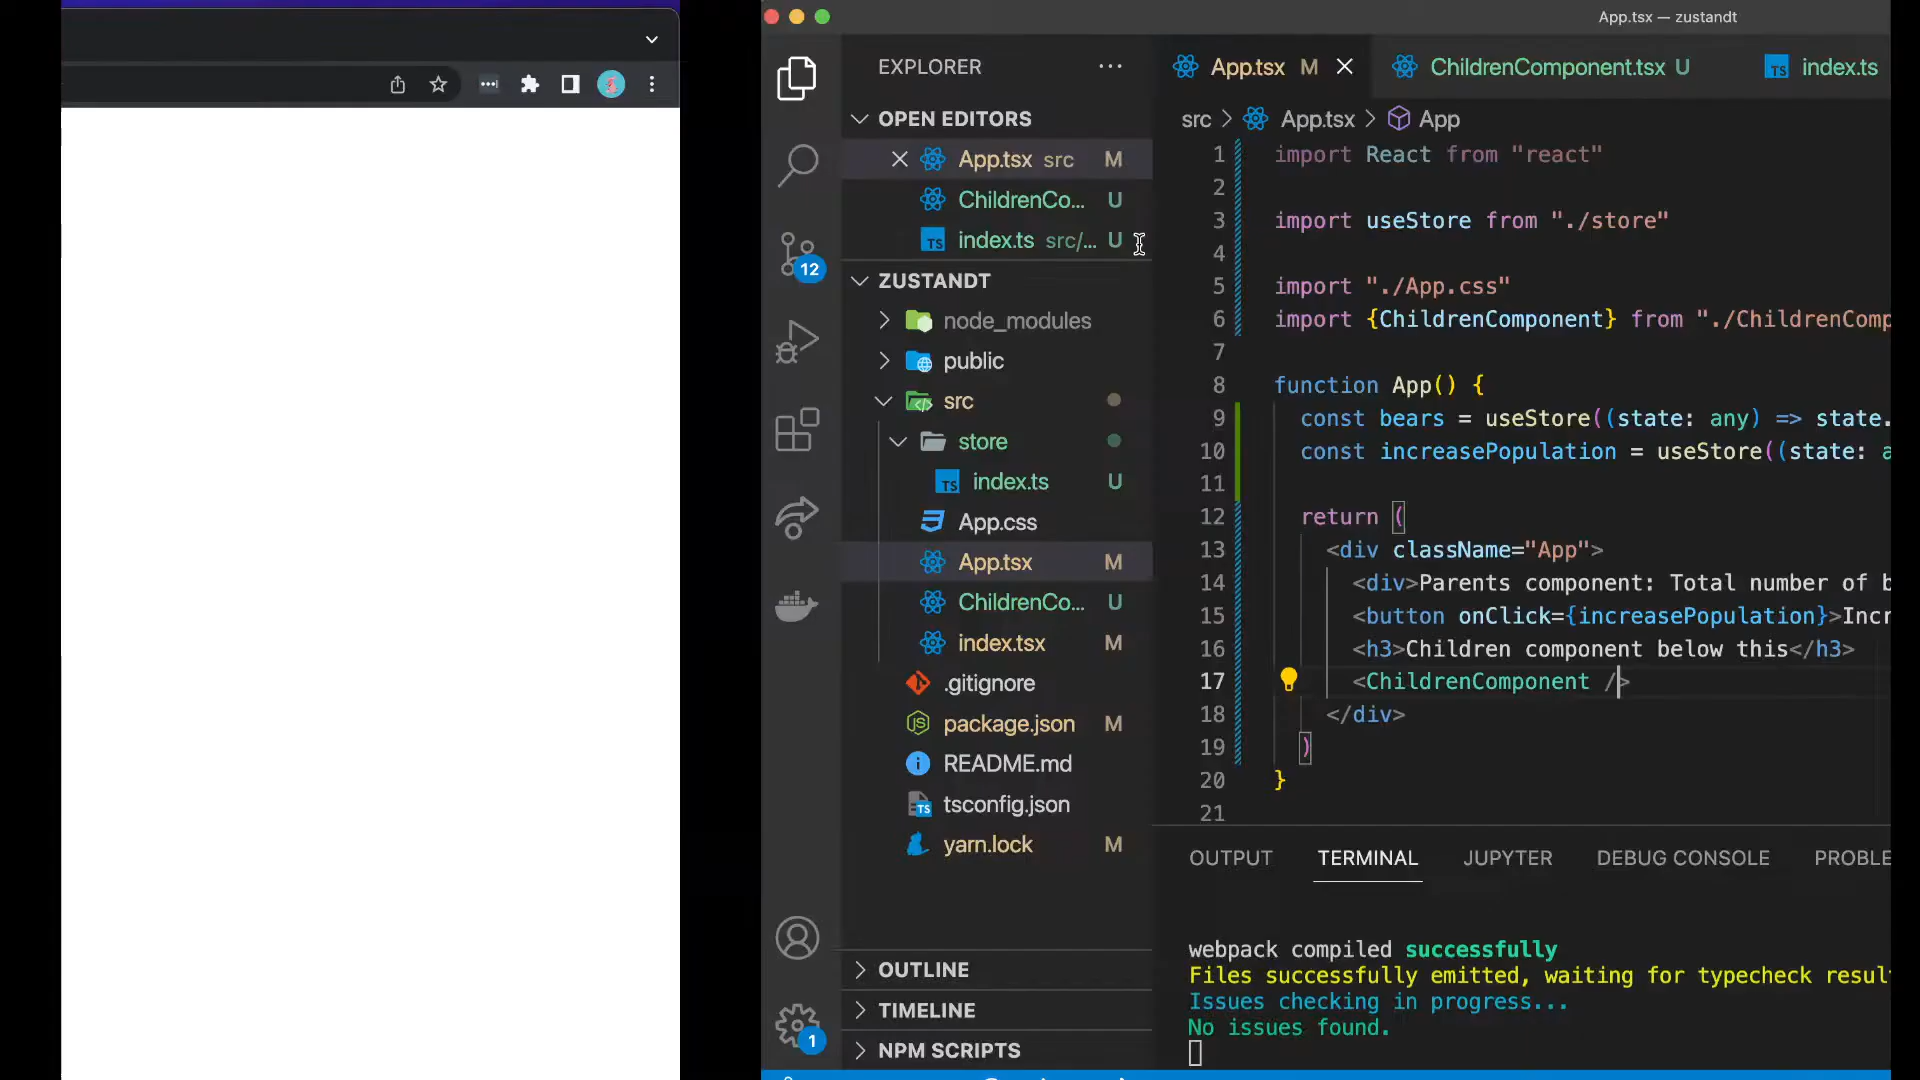 App.tsx — zustandt
EXPLORER
App.tsx M
ChildrenComponent.tsx U
TS index.ts
OPEN EDITORS
App.tsx src M
ChildrenCo... U
TS index.ts src/... U
12
ZUSTANDT
node_modules
public
src
store
TS index.ts U
App.css
App.tsx M
ChildrenCo... U
index.tsx M
.gitignore
package.json M
README.md
TS tsconfig.json
yarn.lock M
OUTLINE
TIMELINE
NPM SCRIPTS
1
src > App.tsx > App
1 import React from "react"
2
3 import useStore from "./store"
4
5 import "./App.css"
6 import {ChildrenComponent} from "./ChildrenComp
7
8 function App() {
9 const bears = useStore((state: any) => state.
10 const increasePopulation = useStore((state: a
11
12 return (
13 <div className="App">
14 <div>Parents component: Total number of b
15 <button onClick={increasePopulation}>Incr
16 <h3>Children component below this</h3>
17 <ChildrenComponent />
18 </div>
19 )
20 }
21
OUTPUT TERMINAL JUPYTER DEBUG CONSOLE PROBLE
webpack compiled successfully
Files successfully emitted, waiting for typecheck resul
Issues checking in progress...
No issues found.